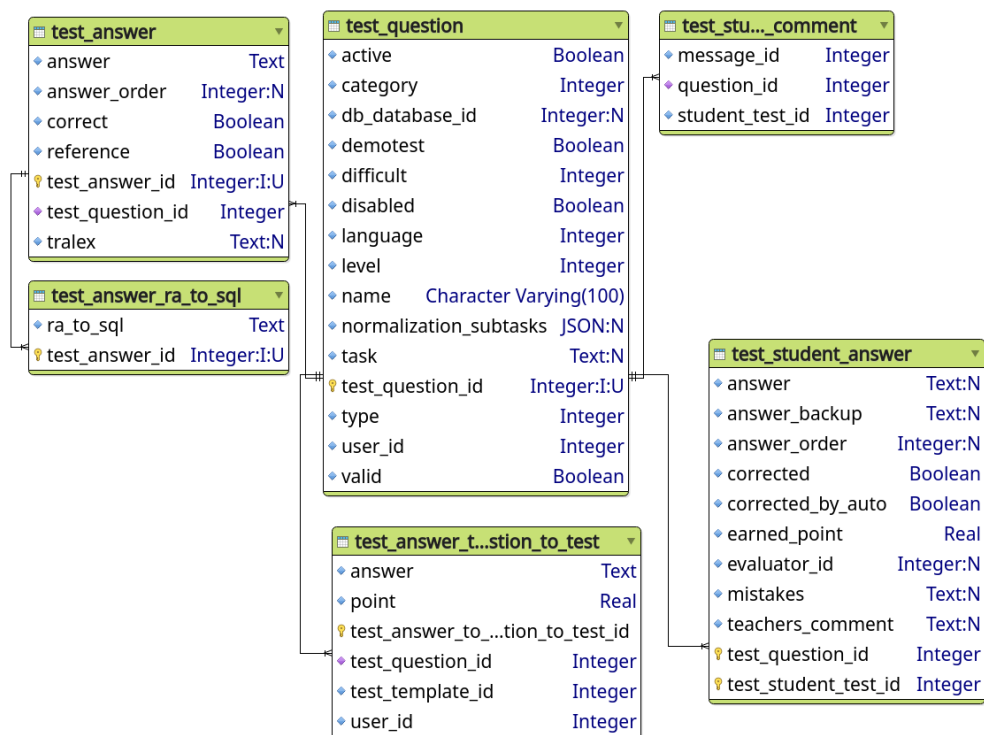 test_answer
answer Text
answer_order Integer:N
correct Boolean
reference Boolean
test_answer_id Integer:I:U
test_question_id Integer
tralex Text:N
test_answer_ra_to_sql
ra_to_sql Text
test_answer_id Integer:I:U
test_question
active Boolean
category Integer
db_database_id Integer:N
demotest Boolean
difficult Integer
disabled Boolean
language Integer
level Integer
name Character Varying(100)
normalization_subtasks JSON:N
task Text:N
test_question_id Integer:I:U
type Integer
user_id Integer
valid Boolean
test_answer_t...stion_to_test
answer Text
point Real
test_answer_to_...tion_to_test_id
test_question_id Integer
test_template_id Integer
user_id Integer
test_stu..._comment
message_id Integer
question_id Integer
student_test_id Integer
test_student_answer
answer Text:N
answer_backup Text:N
answer_order Integer:N
corrected Boolean
corrected_by_auto Boolean
earned_point Real
evaluator_id Integer:N
mistakes Text:N
teachers_comment Text:N
test_question_id Integer
test_student_test_id Integer